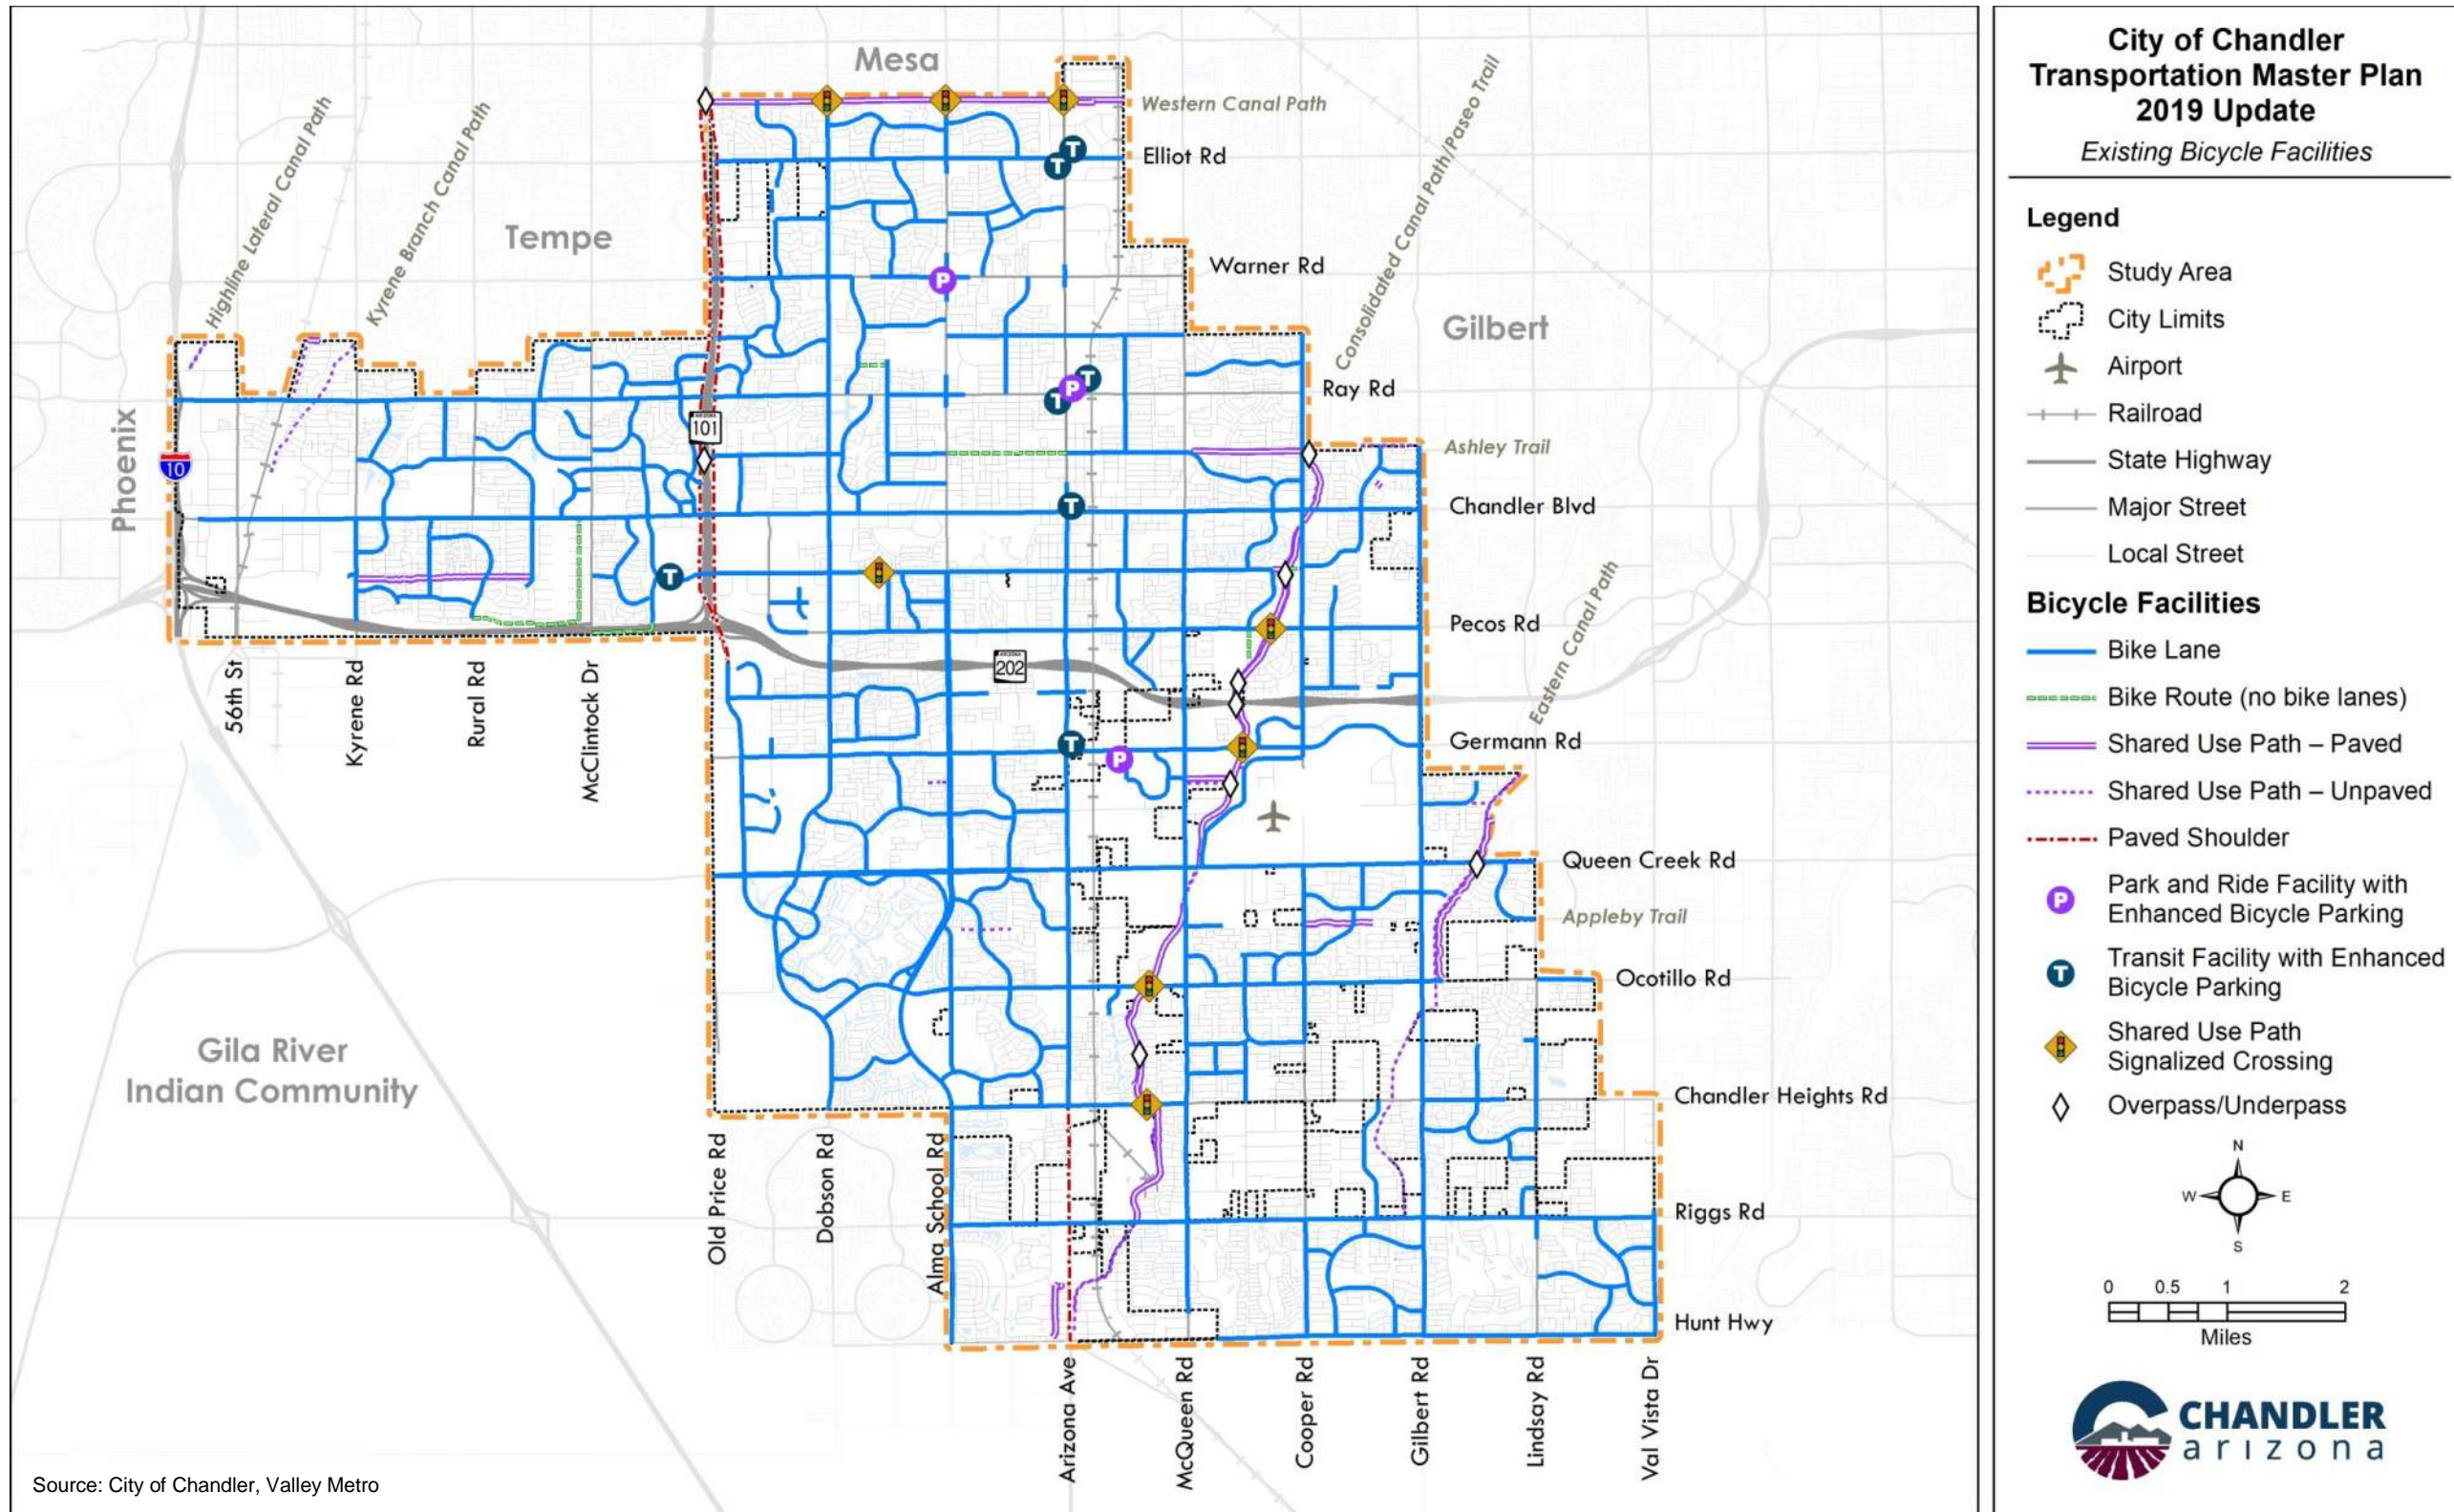 Mesa
Western Canal Path
Elliot Rd
Highline Lateral Canal Path
Kyrene Branch Canal Path
Tempe
Consolidated Canal Path/Paseo Trail
Warner Rd
Gilbert
Ray Rd
Phoenix
ARIZONA
101
10
Ashley Trail
Chandler Blvd
Pecos Rd
Eastern Canal Path
ARIZONA
202
56th St
Kyrene Rd
Rural Rd
McClintock Dr
Germann Rd
Queen Creek Rd
Appleby Trail
Ocotillo Rd
Gila River
Indian Community
Chandler Heights Rd
Old Price Rd
Dobson Rd
Alma School Rd
Riggs Rd
Hunt Hwy
Arizona Ave
McQueen Rd
Cooper Rd
Gilbert Rd
Lindsay Rd
Val Vista Dr
T
T
P
T
P
T
T
T
T
P
Source: City of Chandler, Valley Metro
City of Chandler
Transportation Master Plan
2019 Update
Existing Bicycle Facilities
Legend
Study Area
City Limits
Airport
Railroad
State Highway
Major Street
Local Street
Bicycle Facilities
Bike Lane
Bike Route (no bike lanes)
Shared Use Path – Paved
Shared Use Path – Unpaved
Paved Shoulder
P Park and Ride Facility with
Enhanced Bicycle Parking
T Transit Facility with Enhanced
Bicycle Parking
Shared Use Path
Signalized Crossing
Overpass/Underpass
N
W E
S
0 0.5 1 2
Miles
CHANDLER
arizona